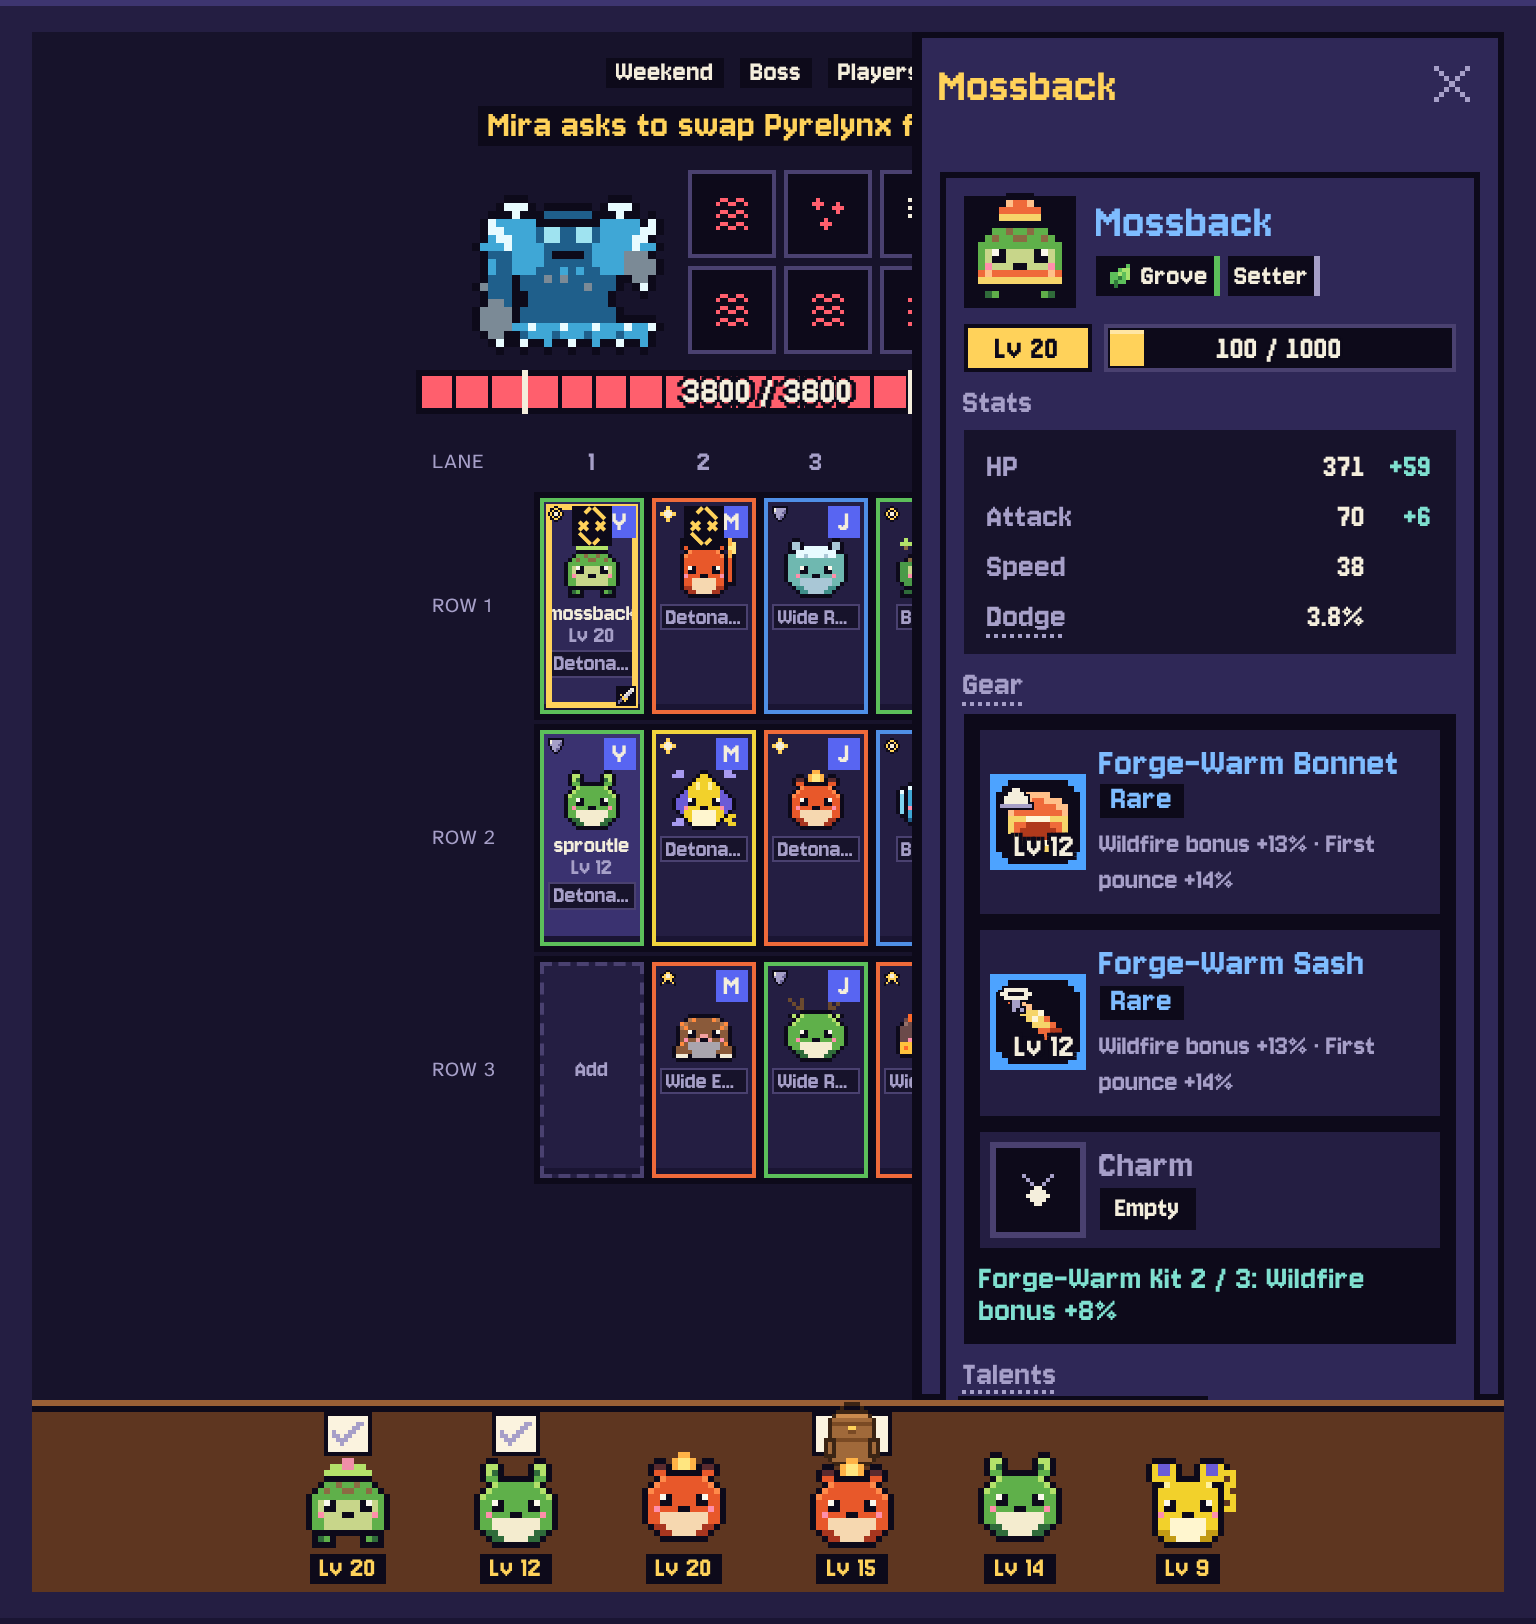 Weekend Boss Players
Mira asks to swap Pyrelynx f
3800 / 3800
LANE 1 2 3
ROW 1
Y
mossback
Lv 20
Detona...
M
Detona...
J
Wide R...
B
ROW 2
Y
sproutle
Lv 12
Detona...
M
Detona...
J
Detona...
B
ROW 3
Add
M
Wide E...
J
Wide R...
Wi
Mossback
Mossback
Grove Setter
Lv 20 100 / 1000
Stats
HP 371 +59
Attack 70 +6
Speed 38
Dodge 3.8%
Gear
Forge-Warm Bonnet
Rare
Lv 12
Wildfire bonus +13% · First
pounce +14%
Forge-Warm Sash
Rare
Lv 12
Wildfire bonus +13% · First
pounce +14%
Charm
Empty
Forge-Warm Kit 2 / 3: Wildfire
bonus +8%
Talents
Lv 20 Lv 12 Lv 20 Lv 15 Lv 14 Lv 9